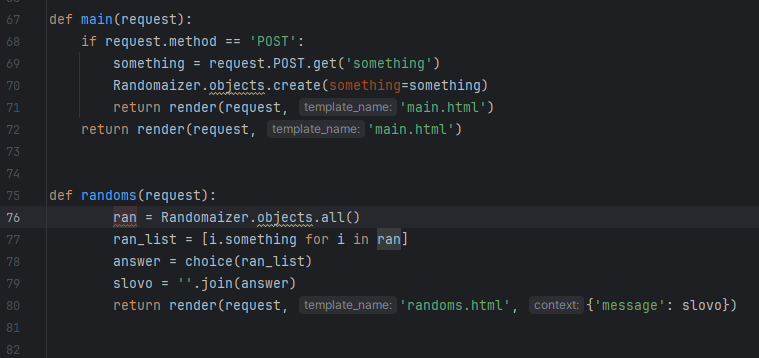 67 def main(request):
68 if request.method == 'POST':
69 something = request.POST.get('something')
70 Randomaizer.objects.create(something=something)
71 return render(request, template_name: 'main.html')
72 return render(request, template_name: 'main.html')
73
74
75 def randoms(request):
76 ran = Randomaizer.objects.all()
77 ran_list = [i.something for i in ran]
78 answer = choice(ran_list)
79 slovo = ''.join(answer)
80 return render(request, template_name: 'randoms.html', context: {'message': slovo})
81
82